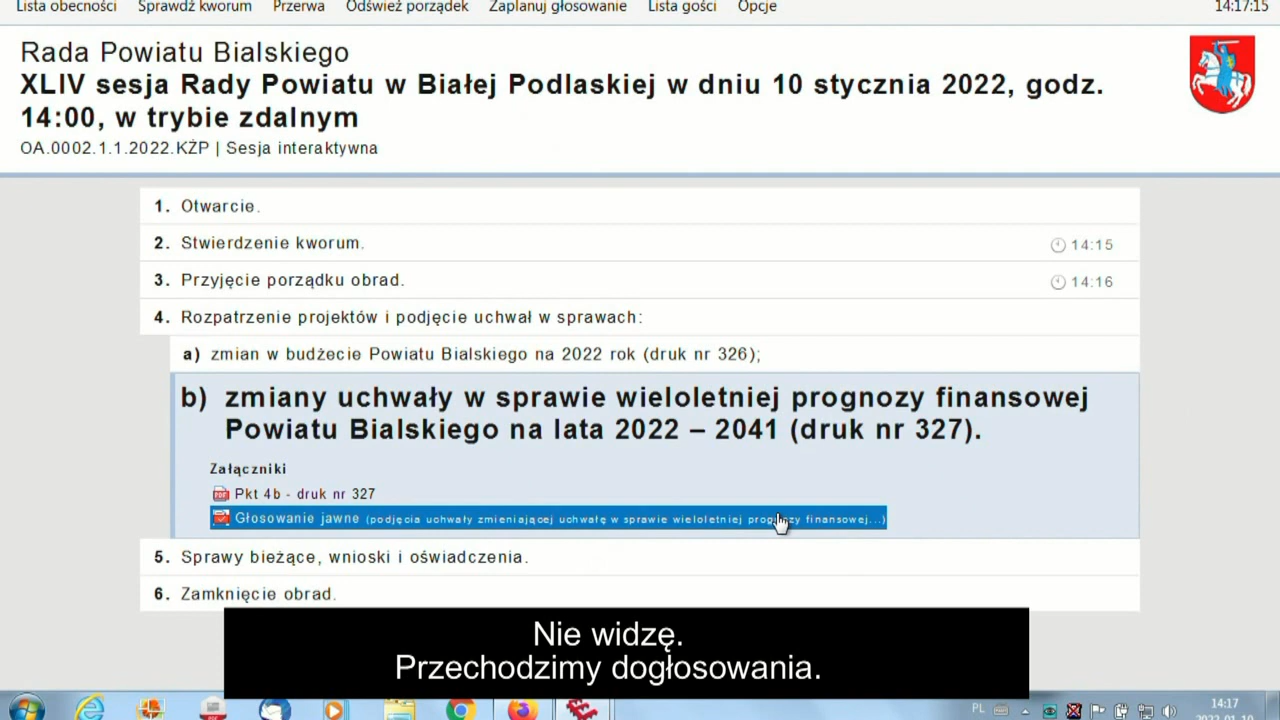 Lista obecności Sprawdź kworum Przerwa Odśwież porządek Zaplanuj głosowanie Lista gości Opcje 14:17:15
Rada Powiatu Bialskiego
XLIV sesja Rady Powiatu w Białej Podlaskiej w dniu 10 stycznia 2022, godz.
14:00, w trybie zdalnym
OA.0002.1.1.2022.KŻP | Sesja interaktywna
1. Otwarcie.
2. Stwierdzenie kworum. 14:15
3. Przyjęcie porządku obrad. 14:16
4. Rozpatrzenie projektów i podjęcie uchwał w sprawach:
a) zmian w budżecie Powiatu Bialskiego na 2022 rok (druk nr 326);
b) zmiany uchwały w sprawie wieloletniej prognozy finansowej
Powiatu Bialskiego na lata 2022 – 2041 (druk nr 327).
Załączniki
Pkt 4b - druk nr 327
Głosowanie jawne (podjęcia uchwały zmieniającej uchwałę w sprawie wieloletniej prognozy finansowej...)
5. Sprawy bieżące, wnioski i oświadczenia.
6. Zamknięcie obrad.
Nie widzę.
Przechodzimy dogłosowania.
PL 14:17
2022-01-10